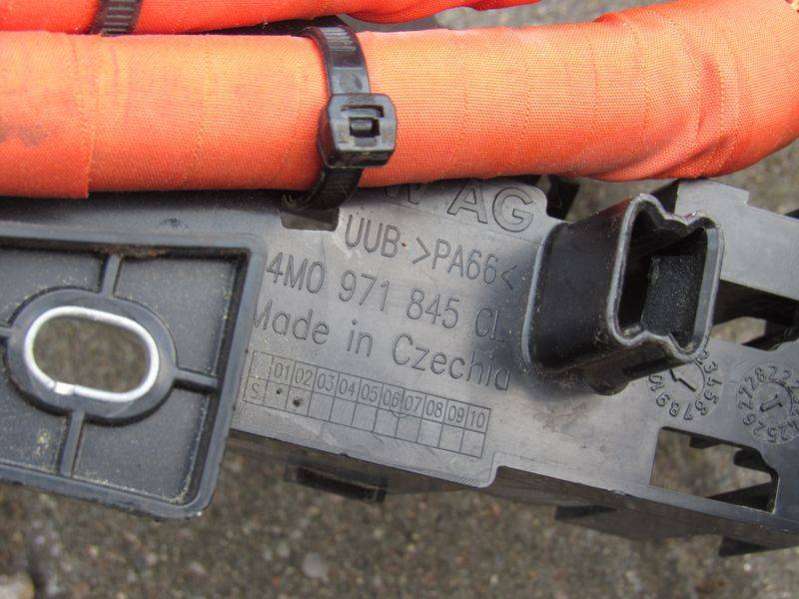 AG
UUB >PA66<
4M0 971 845 CL
Made in Czechia
01 02 03 04 05 06 07 08 09 10
S